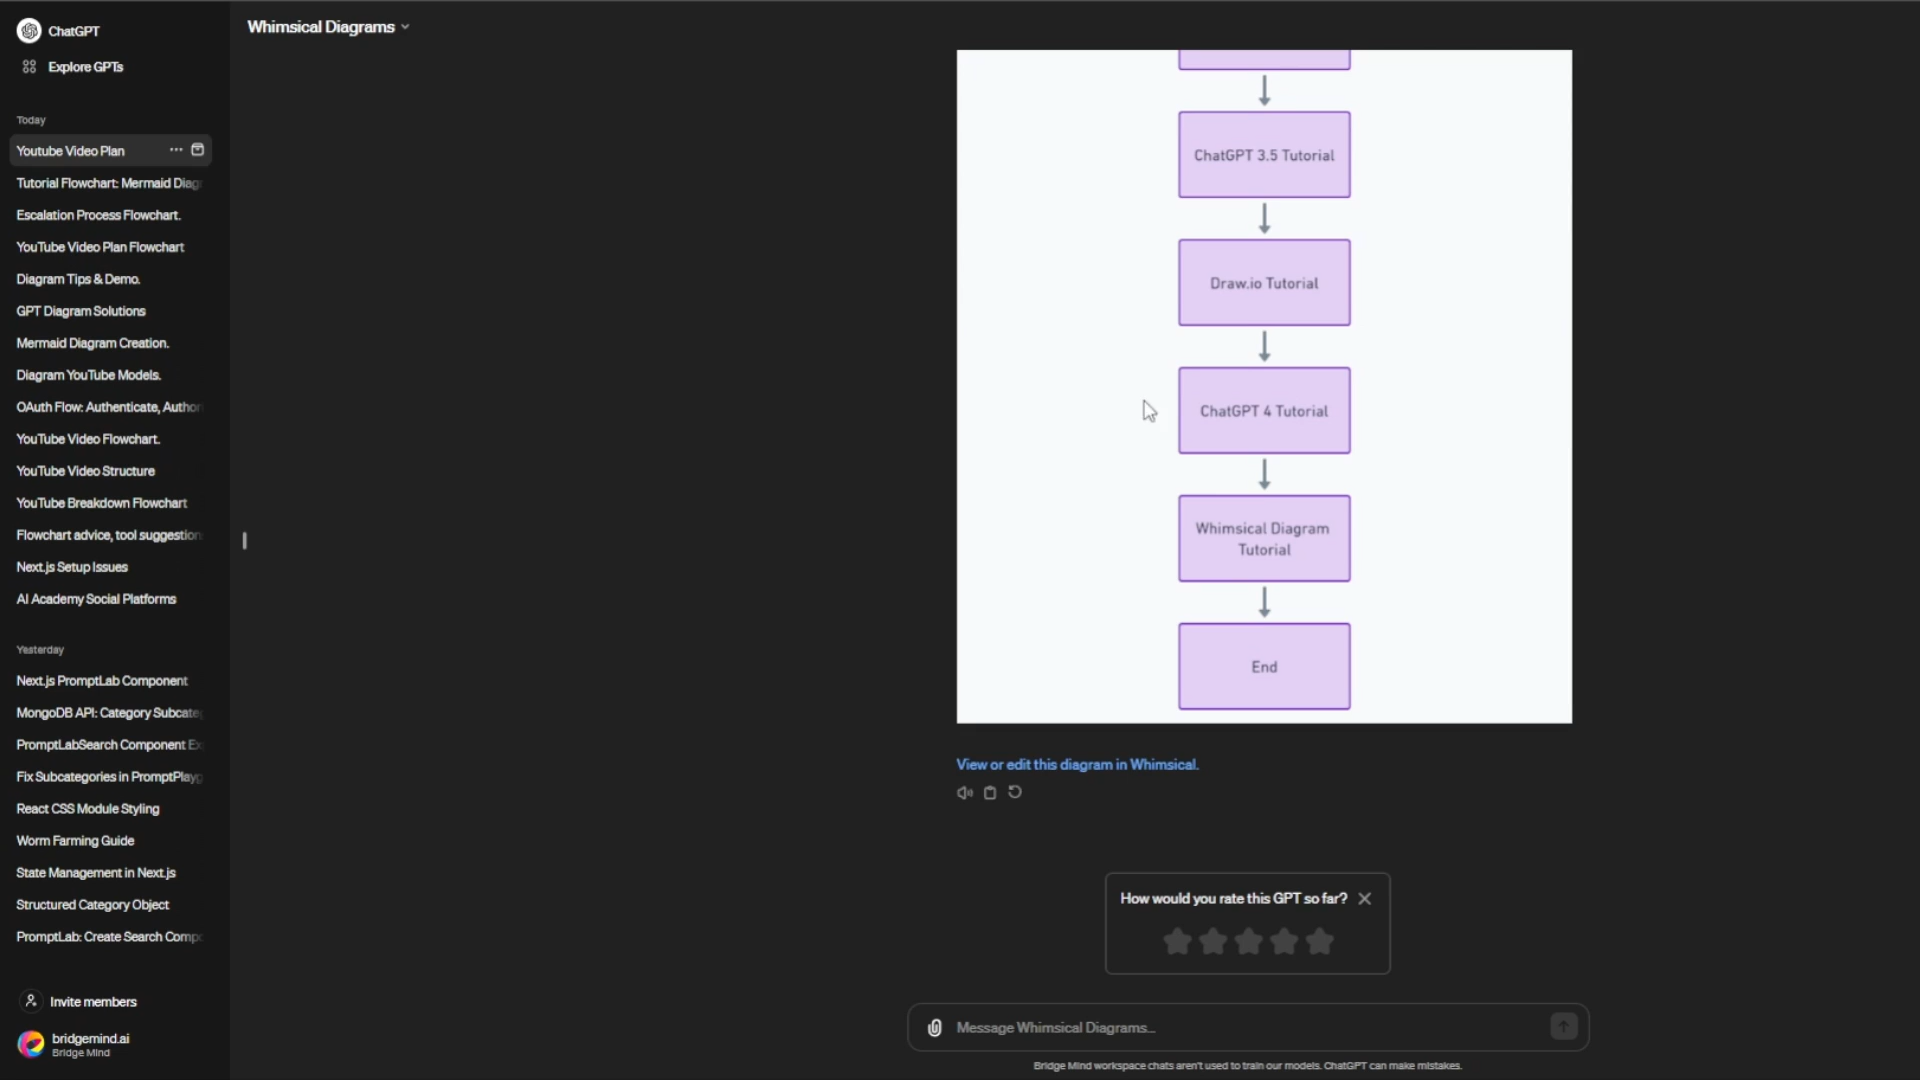 ChatGPT
Explore GPTs
Today
Youtube Video Plan
Tutorial Flowchart: Mermaid Diag
Escalation Process Flowchart.
YouTube Video Plan Flowchart
Diagram Tips & Demo.
GPT Diagram Solutions
Mermaid Diagram Creation.
Diagram YouTube Models.
OAuth Flow: Authenticate, Author
YouTube Video Flowchart.
YouTube Video Structure
YouTube Breakdown Flowchart
Flowchart advice, tool suggestion
Next.js Setup Issues
AI Academy Social Platforms
Yesterday
Next.js PromptLab Component
MongoDB API: Category Subcate
PromptLabSearch Component Ex
Fix Subcategories in PromptPlayg
React CSS Module Styling
Worm Farming Guide
State Management in Next.js
Structured Category Object
PromptLab: Create Search Compo
Invite members
bridgemind.ai
Bridge Mind
Whimsical Diagrams
ChatGPT 3.5 Tutorial
Draw.io Tutorial
ChatGPT 4 Tutorial
Whimsical Diagram
Tutorial
End
View or edit this diagram in Whimsical.
How would you rate this GPT so far?
Message Whimsical Diagrams...
Bridge Mind workspace chats aren't used to train our models. ChatGPT can make mistakes.